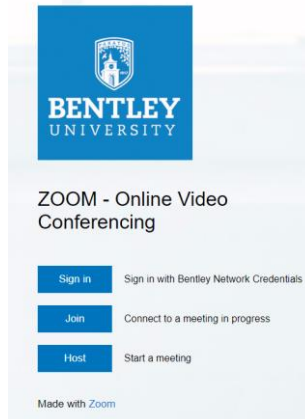 BENTLEY
UNIVERSITY
ZOOM - Online Video
Conferencing
Sign in Sign in with Bentley Network Credentials
Join Connect to a meeting in progress
Host Start a meeting
Made with Zoom